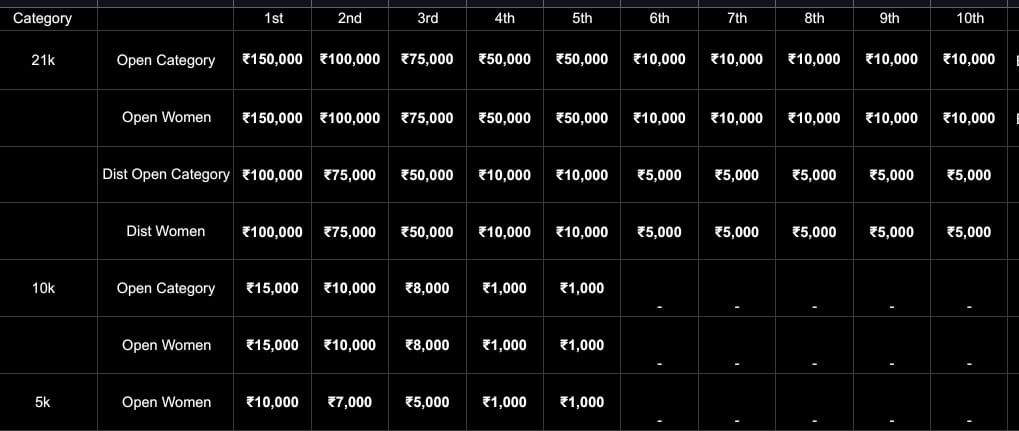 Category 1st 2nd 3rd 4th 5th 6th 7th 8th 9th 10th
21k Open Category ₹150,000 ₹100,000 ₹75,000 ₹50,000 ₹50,000 ₹10,000 ₹10,000 ₹10,000 ₹10,000 ₹10,000
Open Women ₹150,000 ₹100,000 ₹75,000 ₹50,000 ₹50,000 ₹10,000 ₹10,000 ₹10,000 ₹10,000 ₹10,000
Dist Open Category ₹100,000 ₹75,000 ₹50,000 ₹10,000 ₹10,000 ₹5,000 ₹5,000 ₹5,000 ₹5,000 ₹5,000
Dist Women ₹100,000 ₹75,000 ₹50,000 ₹10,000 ₹10,000 ₹5,000 ₹5,000 ₹5,000 ₹5,000 ₹5,000
10k Open Category ₹15,000 ₹10,000 ₹8,000 ₹1,000 ₹1,000 - - - - -
Open Women ₹15,000 ₹10,000 ₹8,000 ₹1,000 ₹1,000 - - - - -
5k Open Women ₹10,000 ₹7,000 ₹5,000 ₹1,000 ₹1,000 - - - - -